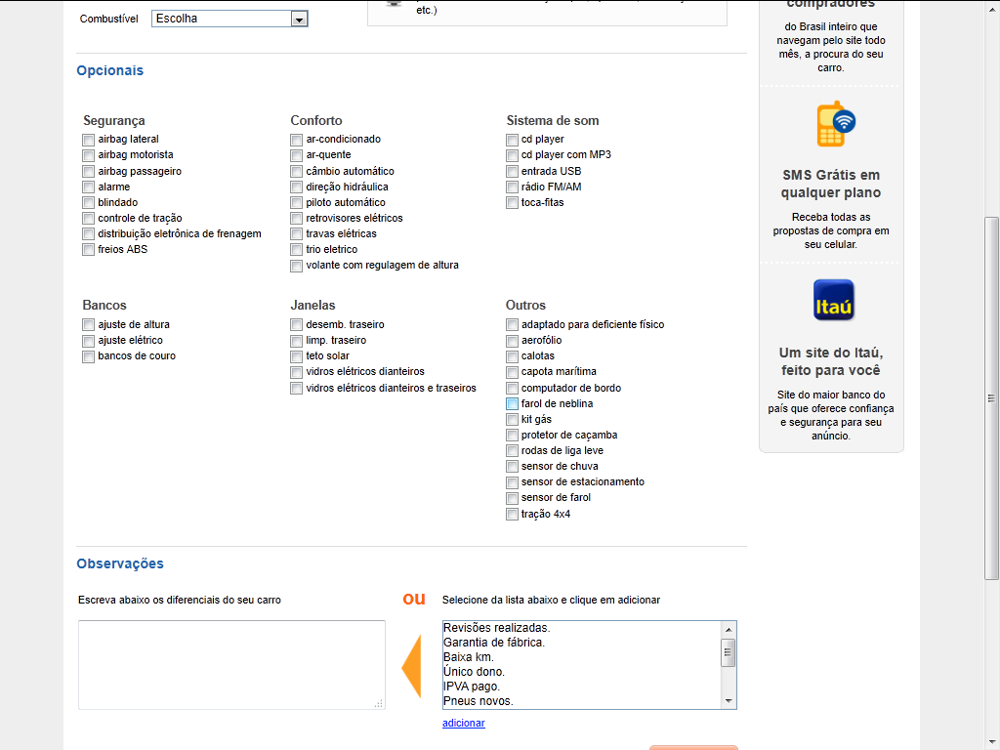 Combustível
Escolha
etc.)
compradores
do Brasil inteiro que
navegam pelo site todo
mês, a procura do seu
carro.
Opcionais
Segurança
airbag lateral
airbag motorista
airbag passageiro
alarme
blindado
controle de tração
distribuição eletrônica de frenagem
freios ABS
Conforto
ar-condicionado
ar-quente
câmbio automático
direção hidráulica
piloto automático
retrovisores elétricos
travas elétricas
trio eletrico
volante com regulagem de altura
Sistema de som
cd player
cd player com MP3
entrada USB
rádio FM/AM
toca-fitas
SMS Grátis em
qualquer plano
Receba todas as
propostas de compra em
seu celular.
Bancos
ajuste de altura
ajuste elétrico
bancos de couro
Janelas
desemb. traseiro
limp. traseiro
teto solar
vidros elétricos dianteiros
vidros elétricos dianteiros e traseiros
Outros
adaptado para deficiente físico
aerofólio
calotas
capota marítima
computador de bordo
farol de neblina
kit gás
protetor de caçamba
rodas de liga leve
sensor de chuva
sensor de estacionamento
sensor de farol
tração 4x4
Itaú
Um site do Itaú,
feito para você
Site do maior banco do
país que oferece confiança
e segurança para seu
anúncio.
Observações
Escreva abaixo os diferenciais do seu carro
ou
Selecione da lista abaixo e clique em adicionar
Revisões realizadas.
Garantia de fábrica.
Baixa km.
Único dono.
IPVA pago.
Pneus novos.
adicionar